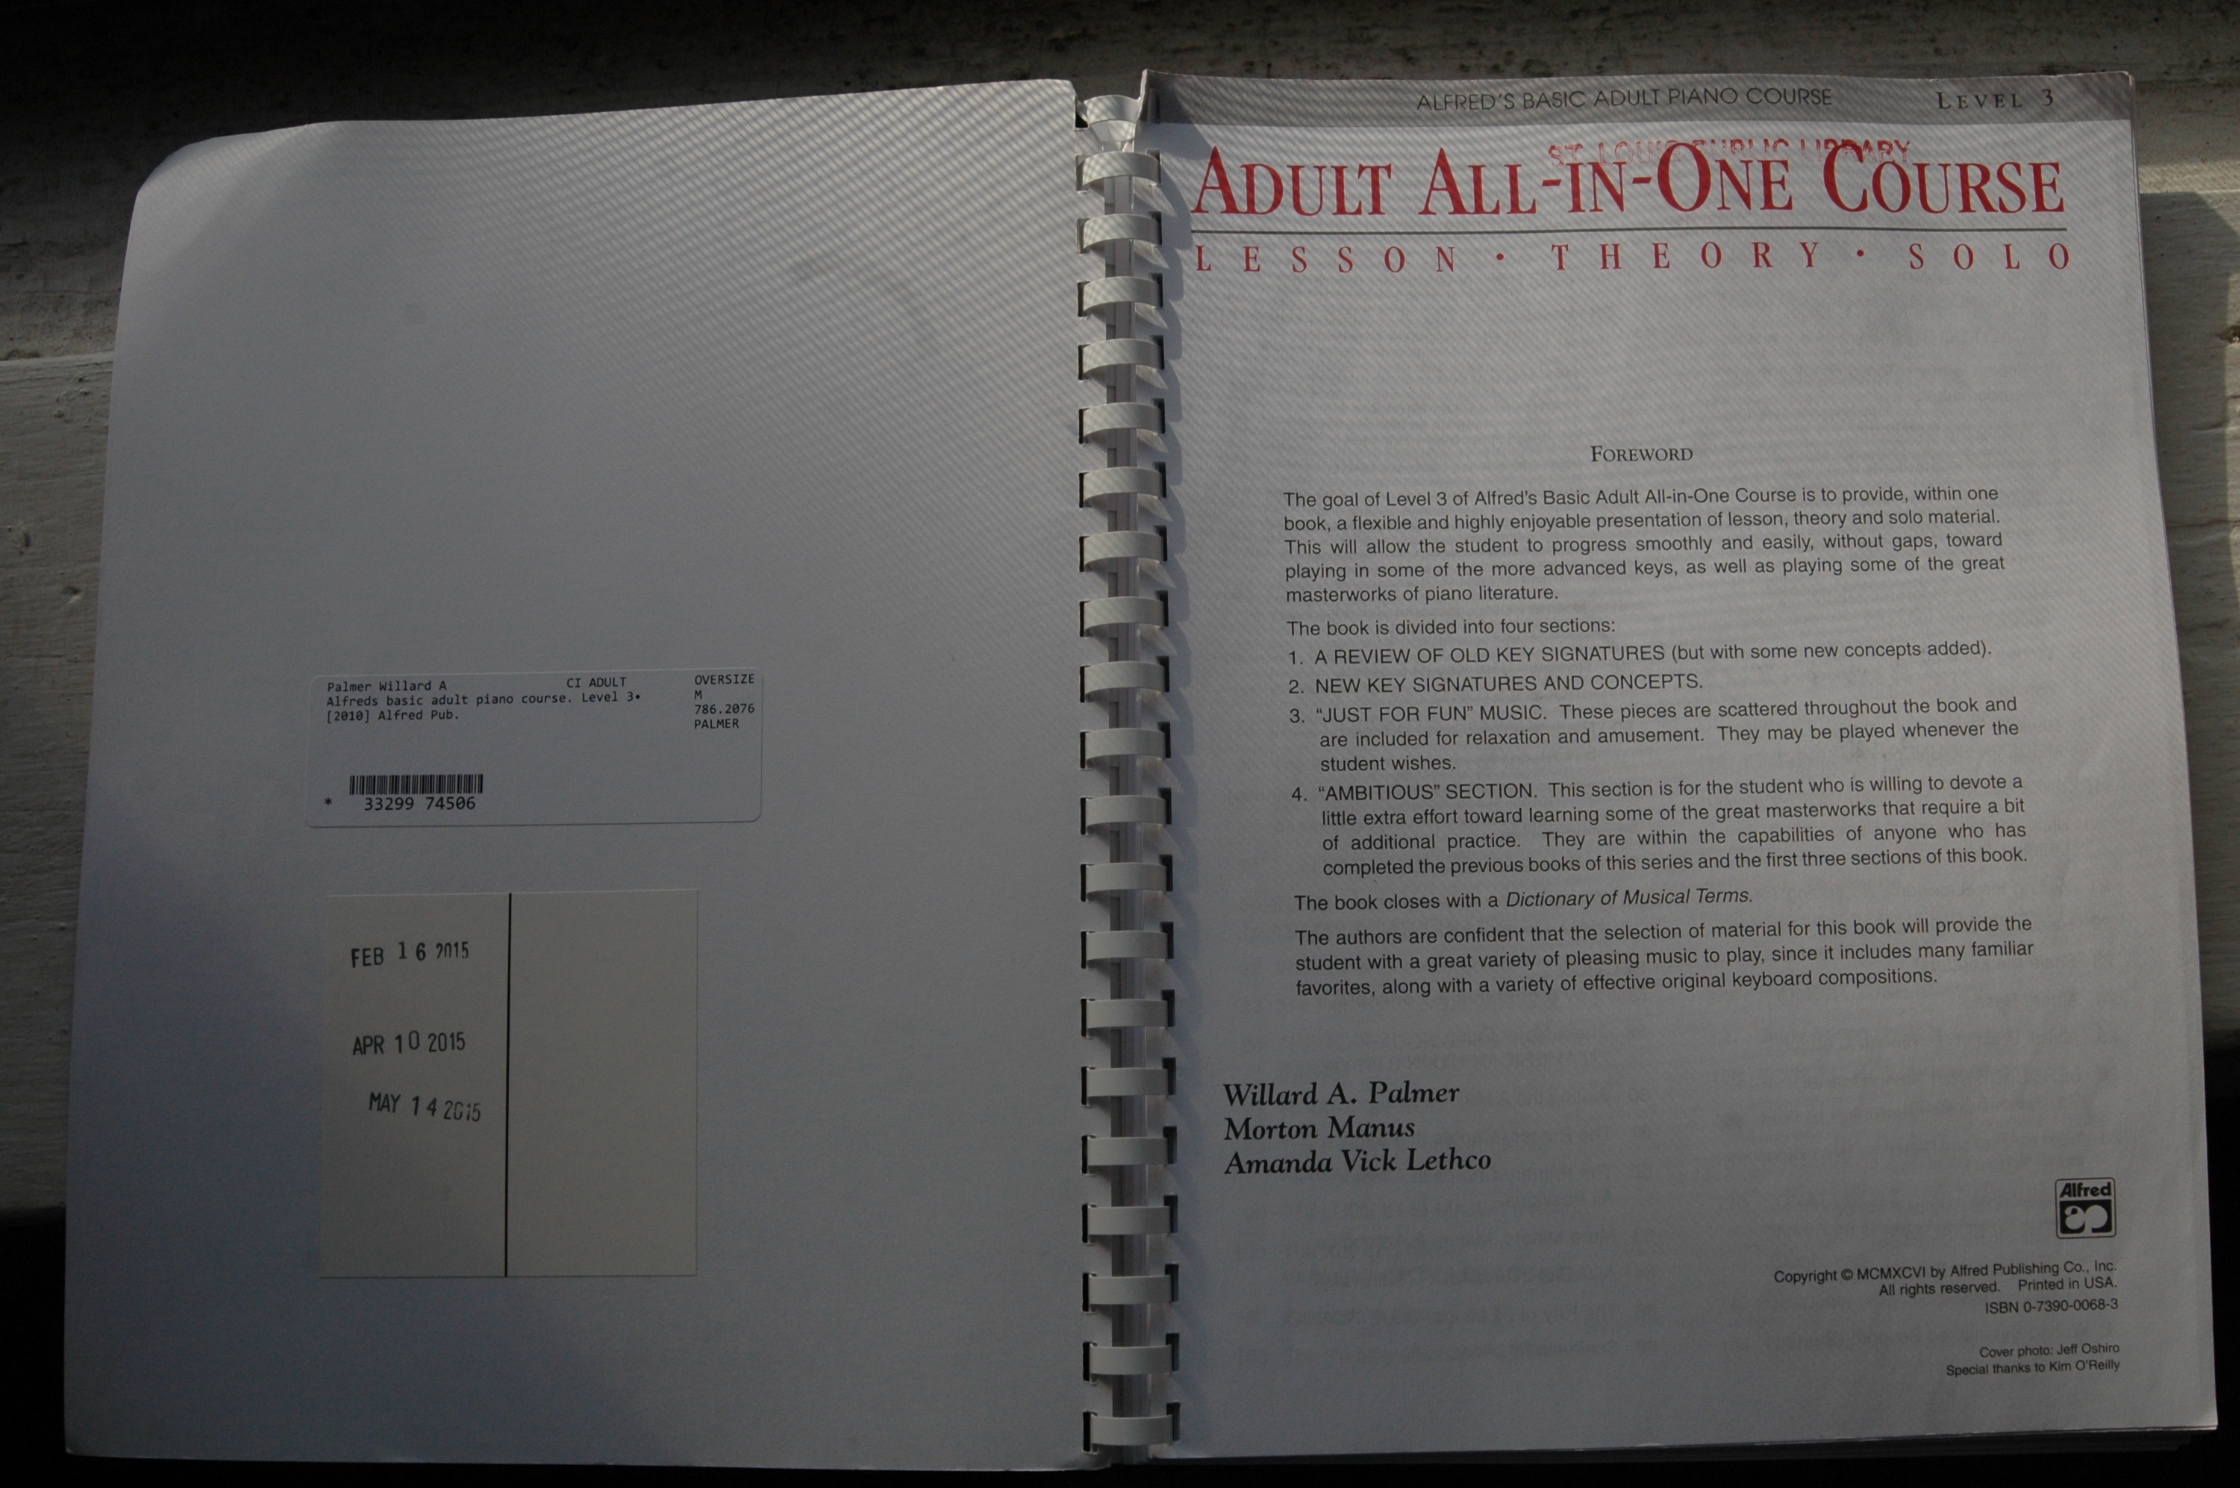 Palmer Willard A CI ADULT OVERSIZE
Alfreds basic adult piano course. Level 3. M
[2010] Alfred Pub. 786.2076
PALMER
* 33299 74506
FEB 16 2015
APR 10 2015
MAY 14 2015
ALFRED'S BASIC ADULT PIANO COURSE LEVEL 3
ST. LOUIS PUBLIC LIBRARY
ADULT ALL-IN-ONE COURSE
LESSON • THEORY • SOLO
FOREWORD
The goal of Level 3 of Alfred's Basic Adult All-in-One Course is to provide, within one
book, a flexible and highly enjoyable presentation of lesson, theory and solo material.
This will allow the student to progress smoothly and easily, without gaps, toward
playing in some of the more advanced keys, as well as playing some of the great
masterworks of piano literature.
The book is divided into four sections:
1. A REVIEW OF OLD KEY SIGNATURES (but with some new concepts added).
2. NEW KEY SIGNATURES AND CONCEPTS.
3. “JUST FOR FUN” MUSIC. These pieces are scattered throughout the book and
are included for relaxation and amusement. They may be played whenever the
student wishes.
4. “AMBITIOUS” SECTION. This section is for the student who is willing to devote a
little extra effort toward learning some of the great masterworks that require a bit
of additional practice. They are within the capabilities of anyone who has
completed the previous books of this series and the first three sections of this book.
The book closes with a Dictionary of Musical Terms.
The authors are confident that the selection of material for this book will provide the
student with a great variety of pleasing music to play, since it includes many familiar
favorites, along with a variety of effective original keyboard compositions.
Willard A. Palmer
Morton Manus
Amanda Vick Lethco
Alfred
Copyright © MCMXCVI by Alfred Publishing Co., Inc.
All rights reserved. Printed in USA.
ISBN 0-7390-0068-3
Cover photo: Jeff Oshiro
Special thanks to Kim O'Reilly